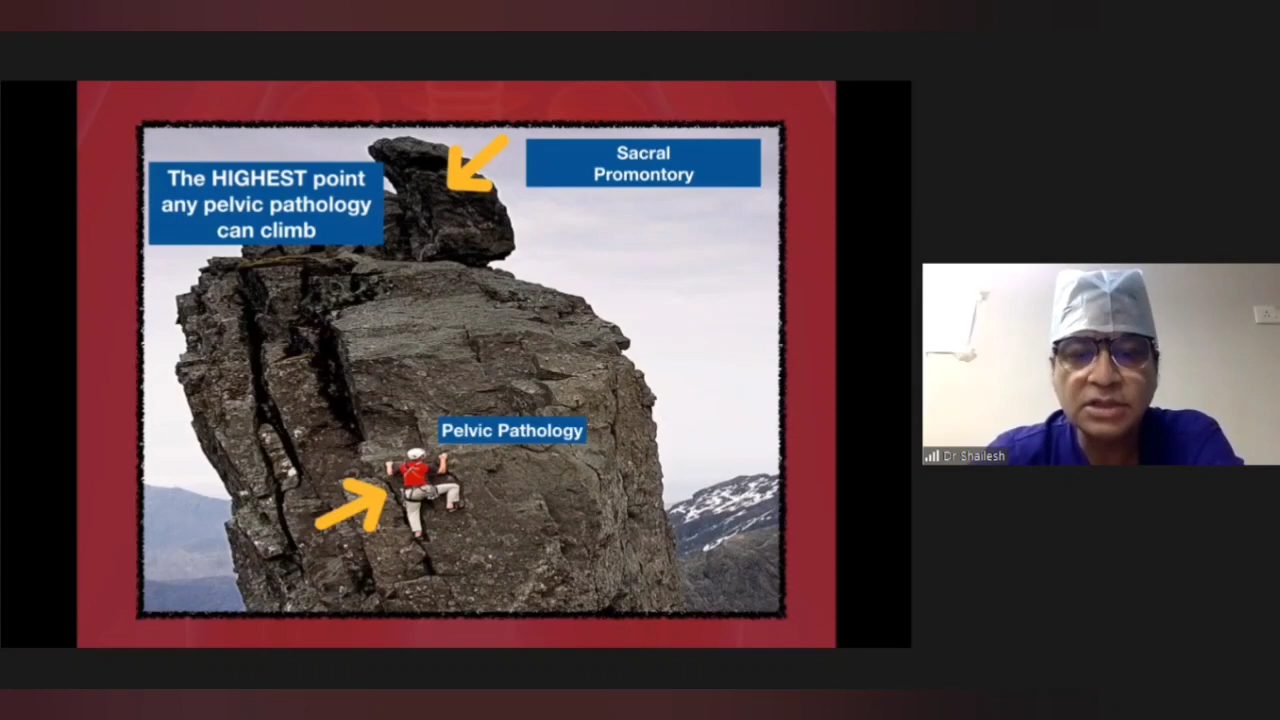 The HIGHEST point
any pelvic pathology
can climb
Sacral
Promontory
Pelvic Pathology
Dr Shailesh